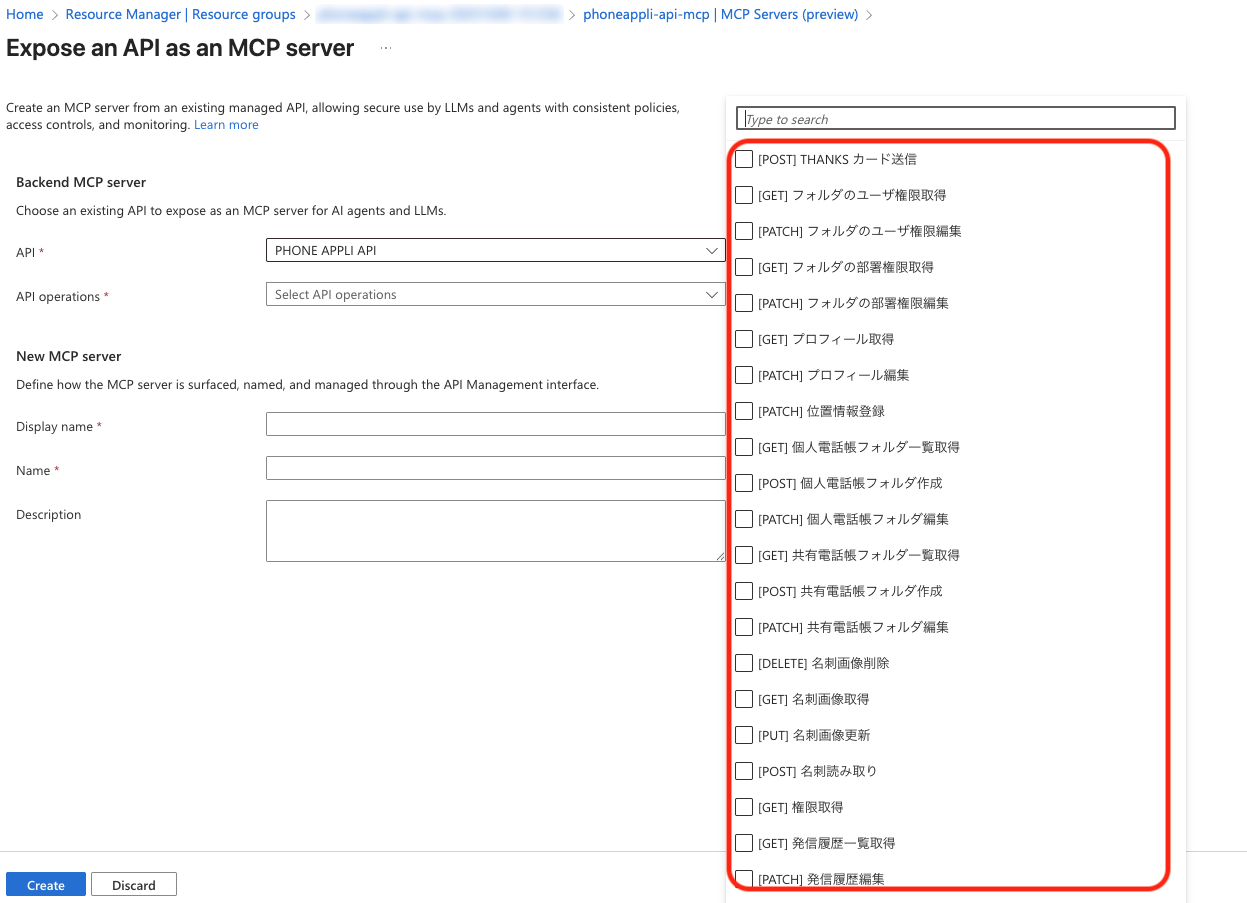 Home > Resource Manager | Resource groups > > phoneappli-api-mcp | MCP Servers (preview) >
Expose an API as an MCP server ...
Create an MCP server from an existing managed API, allowing secure use by LLMs and agents with consistent policies,
access controls, and monitoring. Learn more
Backend MCP server
Choose an existing API to expose as an MCP server for AI agents and LLMs.
API *
PHONE APPLI API
API operations *
Select API operations
New MCP server
Define how the MCP server is surfaced, named, and managed through the API Management interface.
Display name *
Name *
Description
Create
Discard
Type to search
[POST] THANKS カード送信
[GET] フォルダのユーザ権限取得
[PATCH] フォルダのユーザ権限編集
[GET] フォルダの部署権限取得
[PATCH] フォルダの部署権限編集
[GET] プロフィール取得
[PATCH] プロフィール編集
[PATCH] 位置情報登録
[GET] 個人電話帳フォルダ一覧取得
[POST] 個人電話帳フォルダ作成
[PATCH] 個人電話帳フォルダ編集
[GET] 共有電話帳フォルダ一覧取得
[POST] 共有電話帳フォルダ作成
[PATCH] 共有電話帳フォルダ編集
[DELETE] 名刺画像削除
[GET] 名刺画像取得
[PUT] 名刺画像更新
[POST] 名刺読み取り
[GET] 権限取得
[GET] 発信履歴一覧取得
[PATCH] 発信履歴編集